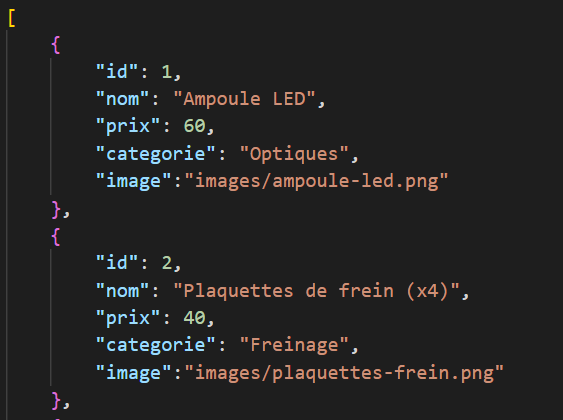 [
{
"id": 1,
"nom": "Ampoule LED",
"prix": 60,
"categorie": "Optiques",
"image":"images/ampoule-led.png"
},
{
"id": 2,
"nom": "Plaquettes de frein (x4)",
"prix": 40,
"categorie": "Freinage",
"image":"images/plaquettes-frein.png"
},